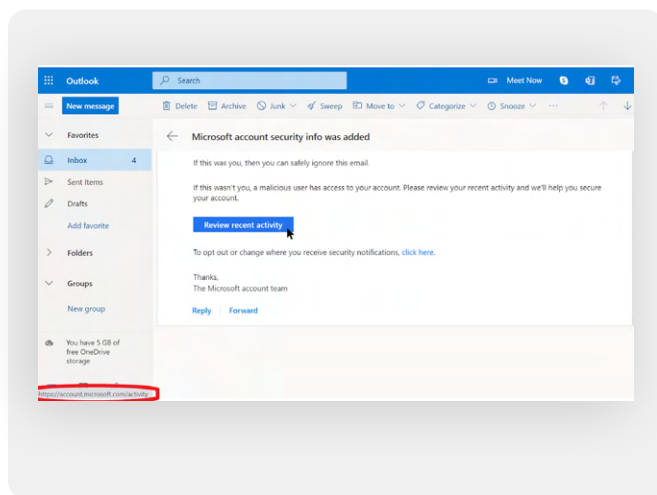 Outlook
Search
Meet Now
New message
Delete
Archive
Junk
Sweep
Move to
Categorize
Snooze
Favorites
Microsoft account security info was added
Inbox 4
If this was you, then you can safely ignore this email.
Sent Items
If this wasn't you, a malicious user has access to your account. Please review your recent activity and we'll help you secure
your account.
Drafts
Add favorite
Review recent activity
Folders
To opt out or change where you receive security notifications, click here.
Groups
Thanks,
The Microsoft account team
New group
Reply
Forward
You have 5 GB of
free OneDrive
storage
https://account.microsoft.com/activity